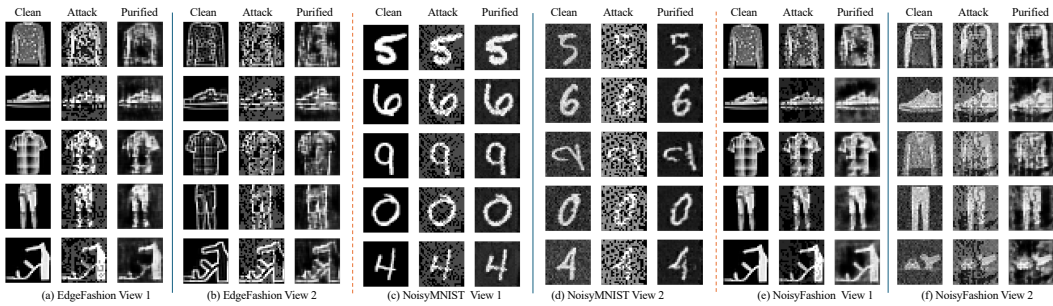 Clean Attack Purified Clean Attack Purified Clean Attack Purified Clean Attack Purified Clean Attack Purified Clean Attack Purified
(a) EdgeFashion View 1 (b) EdgeFashion View 2 (c) NoisyMNIST View 1 (d) NoisyMNIST View 2 (e) NoisyFashion View 1 (f) NoisyFashion View 2